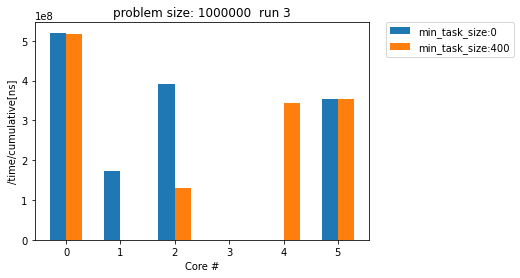 problem size: 1000000  run 3
1e8
min_task_size:0
min_task_size:400
5
4
3
2
1
0
/time/cumulative[ns]
0 1 2 3 4 5
Core #